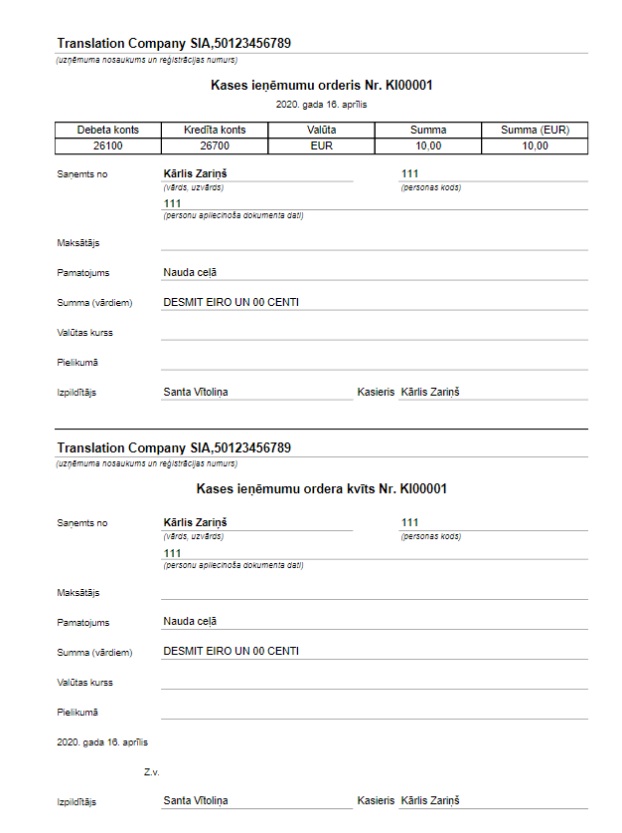 Translation Company SIA,50123456789
(uzņēmuma nosaukums un reģistrācijas numurs)
Kases ieņēmumu orderis Nr. KI00001
2020. gada 16. aprīlis
Debeta konts Kredīta konts Valūta Summa Summa (EUR)
26100 26700 EUR 10,00 10,00
Saņemts no Kārlis Zariņš 111
(vārds, uzvārds) (personas kods)
111
(personu apliecinoša dokumenta dati)
Maksātājs
Pamatojums Nauda ceļā
Summa (vārdiem) DESMIT EIRO UN 00 CENTI
Valūtas kurss
Pielikumā
Izpildītājs Santa Vītoliņa Kasieris Kārlis Zariņš
Translation Company SIA,50123456789
(uzņēmuma nosaukums un reģistrācijas numurs)
Kases ieņēmumu ordera kvīts Nr. KI00001
Saņemts no Kārlis Zariņš 111
(vārds, uzvārds) (personas kods)
111
(personu apliecinoša dokumenta dati)
Maksātājs
Pamatojums Nauda ceļā
Summa (vārdiem) DESMIT EIRO UN 00 CENTI
Valūtas kurss
Pielikumā
2020. gada 16. aprīlis
Z.v.
Izpildītājs Santa Vītoliņa Kasieris Kārlis Zariņš